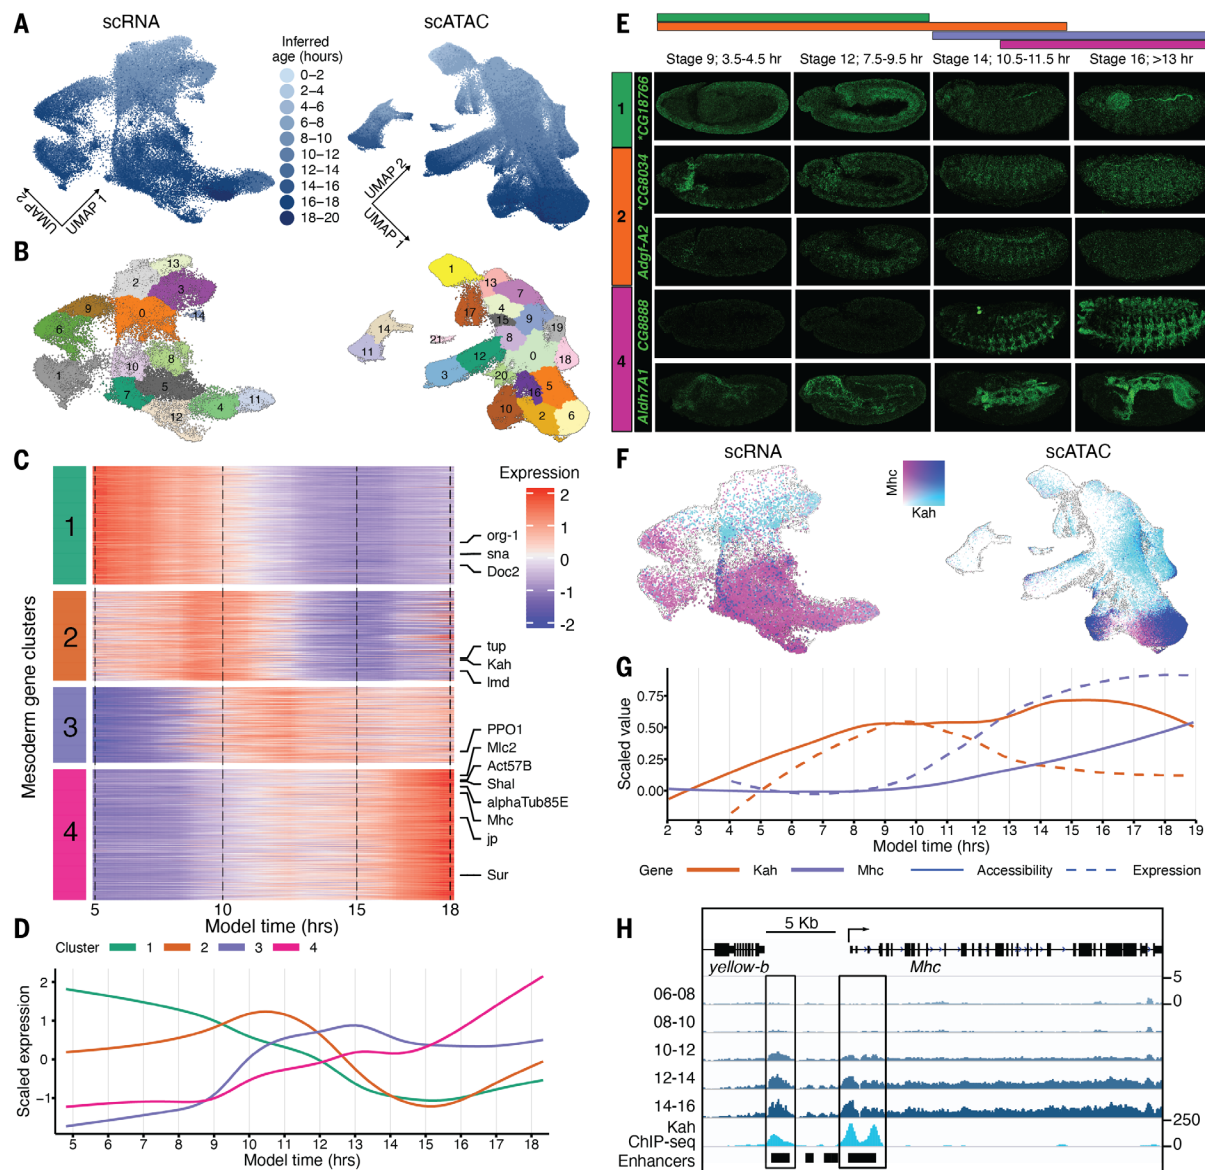 A
scRNA
scATAC
Inferred
age (hours)
0–2
2–4
4–6
6–8
8–10
10–12
12–14
14–16
16–18
18–20
UMAP 2
UMAP 1
UMAP 2
UMAP 1
B
13
2
3
9
0
14
6
1
10
8
7
5
12
4
11
1
13
7
17
4
15
9
19
14
11
21
8
12
0
18
3
20
5
16
10
2
6
C
Mesoderm gene clusters
1
2
3
4
Expression
2
1
0
-1
-2
org-1
sna
Doc2
tup
Kah
lmd
PPO1
Mlc2
Act57B
Shal
alphaTub85E
Mhc
jp
Sur
5
10
15
18
Model time (hrs)
D
Cluster
1
2
3
4
Scaled expression
2
1
0
−1
5
6
7
8
9
10
11
12
13
14
15
16
17
18
Model time (hrs)
E
Stage 9; 3.5-4.5 hr
Stage 12; 7.5-9.5 hr
Stage 14; 10.5-11.5 hr
Stage 16; >13 hr
1
*CG18766
2
*CG8034
Adgf-A2
4
CG8888
Aldh7A1
F
scRNA
scATAC
Mhc
Kah
G
Scaled value
0.75
0.50
0.25
0.00
2
3
4
5
6
7
8
9
10
11
12
13
14
15
16
17
18
19
Model time (hrs)
Gene
Kah
Mhc
Accessibility
Expression
H
5 Kb
yellow-b
Mhc
06-08
5
0
08-10
10-12
12-14
14-16
Kah
ChIP-seq
250
0
Enhancers